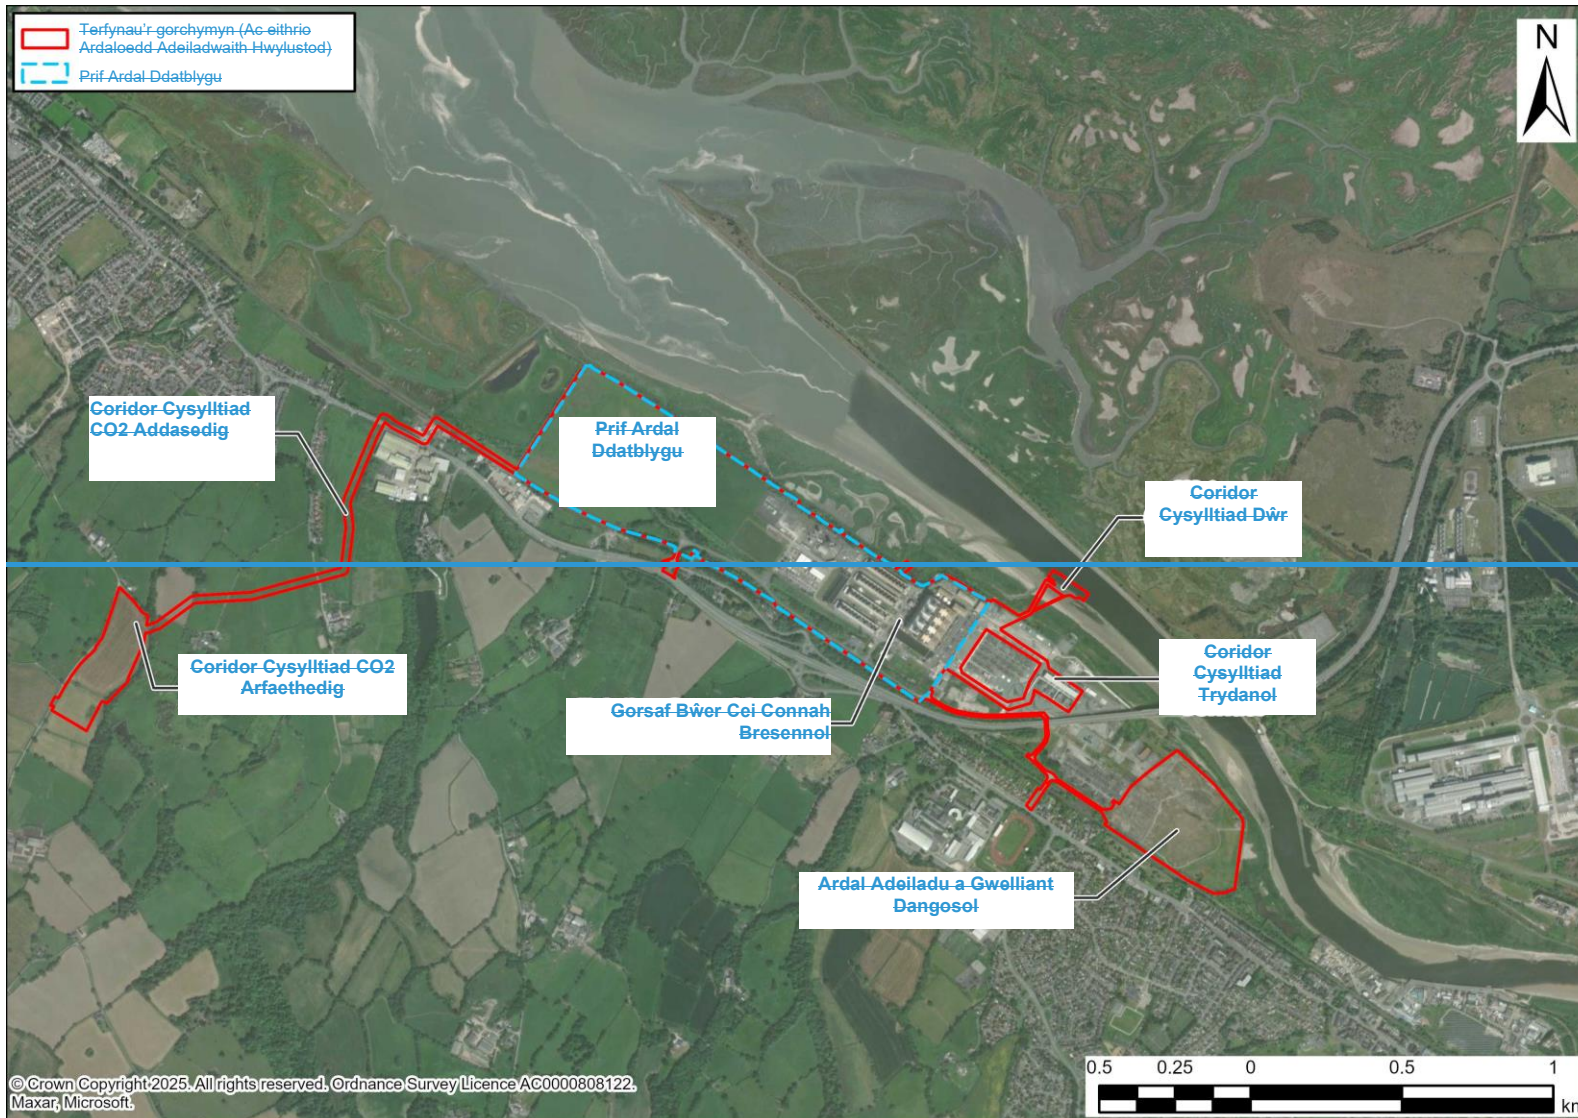 Terfynau'r gorchymyn (Ac eithrio
Ardaloedd Adeiladwaith Hwylustod)
Prif Ardal Ddatblygu
N
Coridor Cysylltiad
CO2 Addasedig
Prif Ardal
Ddatblygu
Coridor
Cysylltiad Dŵr
Coridor Cysylltiad CO2
Arfaethedig
Coridor
Cysylltiad
Trydanol
Gorsaf Bŵer Cei Connah
Bresennol
Ardal Adeiladu a Gwelliant
Dangosol
© Crown Copyright 2025. All rights reserved. Ordnance Survey Licence AC0000808122.
Maxar, Microsoft.
0.5 0.25 0 0.5 1
km